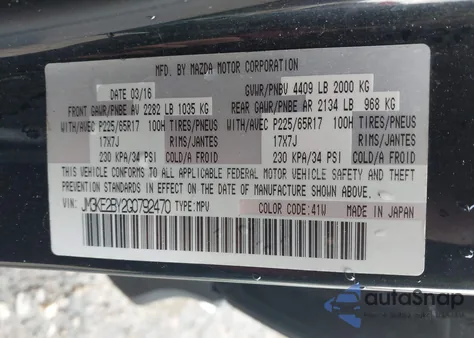 MFD. BY MAZDA MOTOR CORPORATION
DATE 03/16 GVWR/PNBV 4409 LB 2000 KG
FRONT GAWR/PNBE AV 2282 LB 1035 KG REAR GAWR/PNBE AR 2134 LB 968 KG
WITH/AVEC P225/65R17 100H TIRES/PNEUS WITH/AVEC P225/65R17 100H TIRES/PNEUS
17X7J RIMS/JANTES 17X7J RIMS/JANTES
230 KPA/34 PSI COLD/A FROID 230 KPA/34 PSI COLD/A FROID
THIS VEHICLE CONFORMS TO ALL APPLICABLE FEDERAL MOTOR VEHICLE SAFETY AND
THEFT PREVENTION STANDARDS IN EFFECT ON THE DATE OF MANUFACTURE SHOWN ABOVE.
VIN: JM3KE2BY2G0792470 TYPE:MPV COLOR CODE:41W MADE IN JAPAN
autoSnap